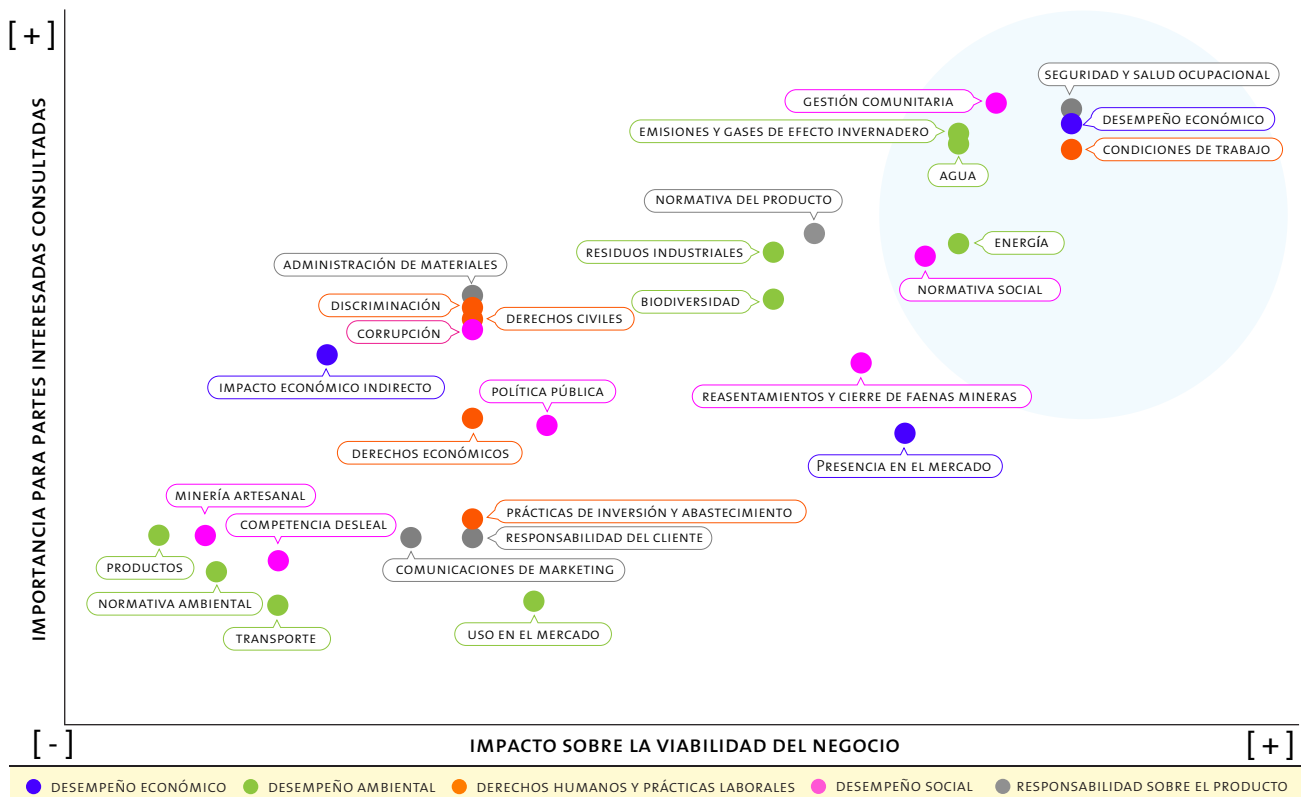 [ + ]
SEGURIDAD Y SALUD OCUPACIONAL
GESTIÓN COMUNITARIA
DESEMPEÑO ECONÓMICO
EMISIONES Y GASES DE EFECTO INVERNADERO
CONDICIONES DE TRABAJO
AGUA
NORMATIVA DEL PRODUCTO
ENERGÍA
RESIDUOS INDUSTRIALES
ADMINISTRACIÓN DE MATERIALES
NORMATIVA SOCIAL
BIODIVERSIDAD
DISCRIMINACIÓN
DERECHOS CIVILES
CORRUPCIÓN
IMPACTO ECONÓMICO INDIRECTO
POLÍTICA PÚBLICA
REASENTAMIENTOS Y CIERRE DE FAENAS MINERAS
DERECHOS ECONÓMICOS
PRESENCIA EN EL MERCADO
MINERÍA ARTESANAL
PRÁCTICAS DE INVERSIÓN Y ABASTECIMIENTO
COMPETENCIA DESLEAL
RESPONSABILIDAD DEL CLIENTE
PRODUCTOS
COMUNICACIONES DE MARKETING
NORMATIVA AMBIENTAL
TRANSPORTE
USO EN EL MERCADO
IMPORTANCIA PARA PARTES INTERESADAS CONSULTADAS
[ - ]
IMPACTO SOBRE LA VIABILIDAD DEL NEGOCIO
[ + ]
DESEMPEÑO ECONÓMICO
DESEMPEÑO AMBIENTAL
DERECHOS HUMANOS Y PRÁCTICAS LABORALES
DESEMPEÑO SOCIAL
RESPONSABILIDAD SOBRE EL PRODUCTO